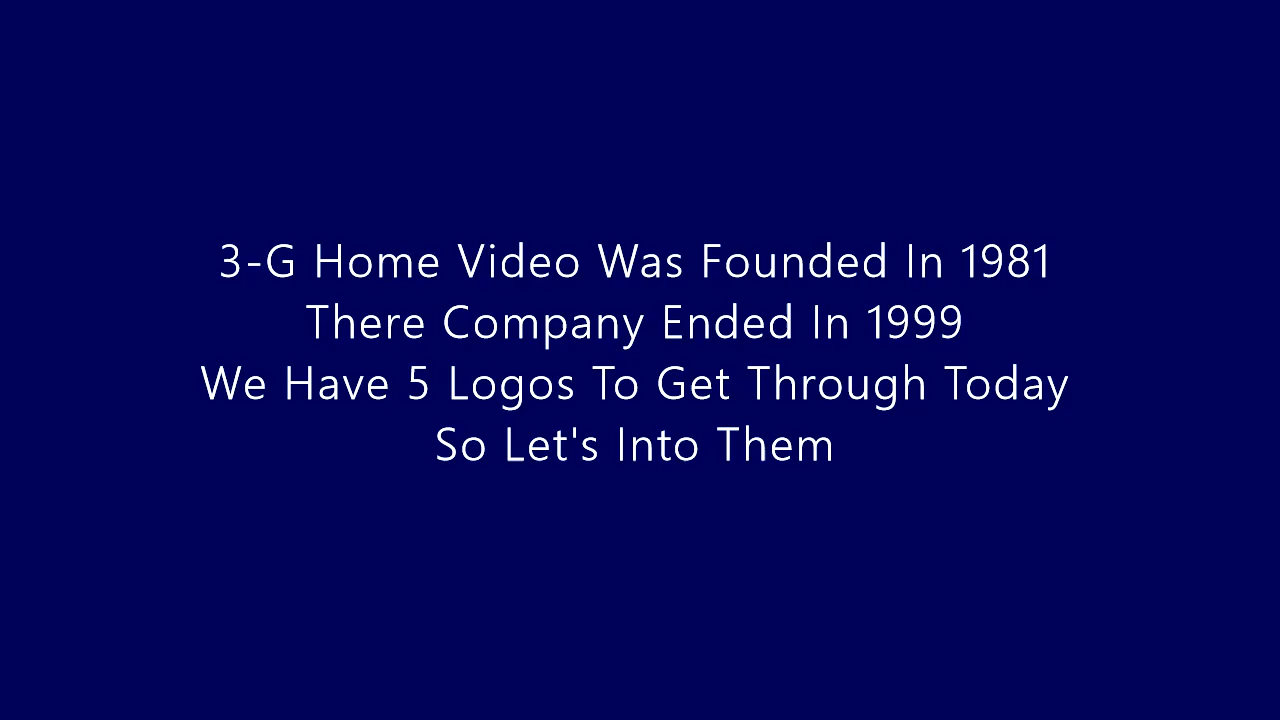 3-G Home Video Was Founded In 1981
There Company Ended In 1999
We Have 5 Logos To Get Through Today
So Let's Into Them